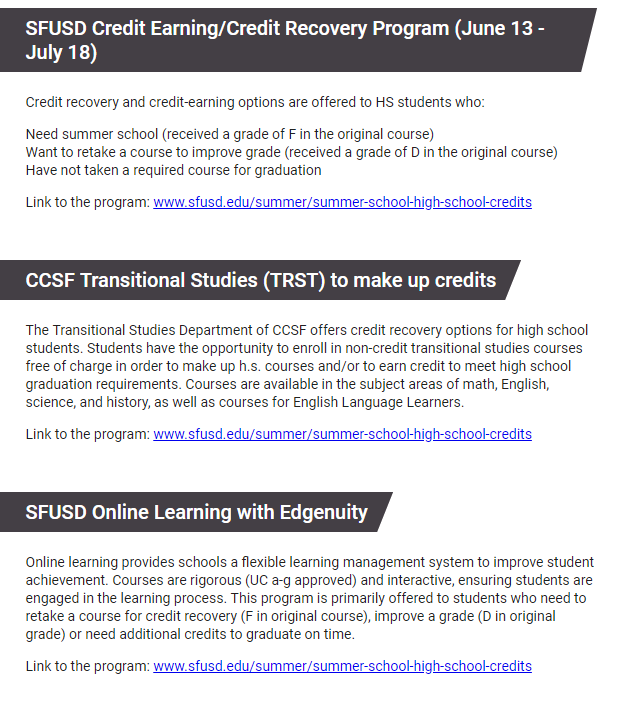 SFUSD Credit Earning/Credit Recovery Program (June 13 -
July 18)
Credit recovery and credit-earning options are offered to HS students who:
Need summer school (received a grade of F in the original course)
Want to retake a course to improve grade (received a grade of D in the original course)
Have not taken a required course for graduation
Link to the program: www.sfusd.edu/summer/summer-school-high-school-credits
CCSF Transitional Studies (TRST) to make up credits
The Transitional Studies Department of CCSF offers credit recovery options for high school
students. Students have the opportunity to enroll in non-credit transitional studies courses
free of charge in order to make up h.s. courses and/or to earn credit to meet high school
graduation requirements. Courses are available in the subject areas of math, English,
science, and history, as well as courses for English Language Learners.
Link to the program: www.sfusd.edu/summer/summer-school-high-school-credits
SFUSD Online Learning with Edgenuity
Online learning provides schools a flexible learning management system to improve student
achievement. Courses are rigorous (UC a-g approved) and interactive, ensuring students are
engaged in the learning process. This program is primarily offered to students who need to
retake a course for credit recovery (F in original course), improve a grade (D in original
grade) or need additional credits to graduate on time.
Link to the program: www.sfusd.edu/summer/summer-school-high-school-credits